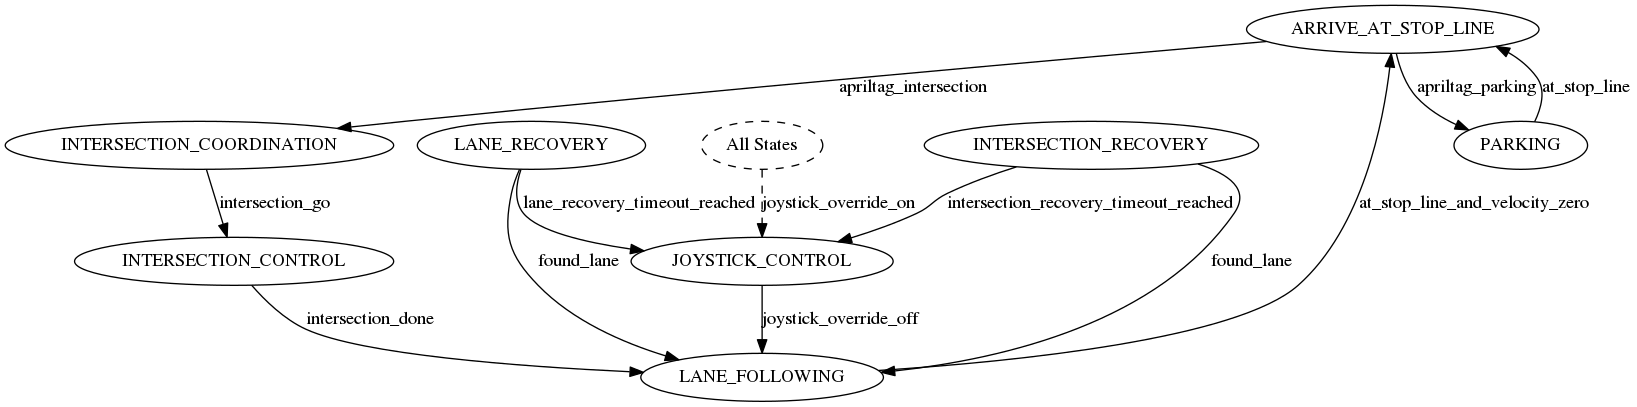 ARRIVE_AT_STOP_LINE
apriltag_intersection
apriltag_parking
at_stop_line
INTERSECTION_COORDINATION
LANE_RECOVERY
All States
INTERSECTION_RECOVERY
PARKING
intersection_go
lane_recovery_timeout_reached
joystick_override_on
intersection_recovery_timeout_reached
at_stop_line_and_velocity_zero
INTERSECTION_CONTROL
found_lane
JOYSTICK_CONTROL
found_lane
intersection_done
joystick_override_off
LANE_FOLLOWING